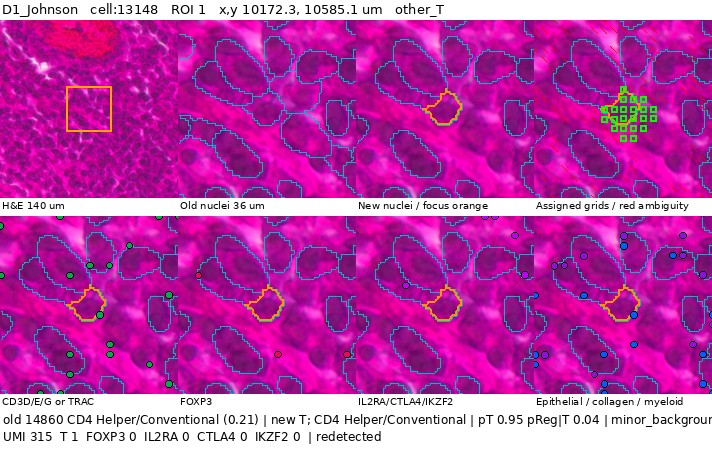 D1_Johnson cell:13148 ROI 1 x,y 10172.3, 10585.1 um other_T
H&E 140 um
Old nuclei 36 um
New nuclei / focus orange
Assigned grids / red ambiguity
CD3D/E/G or TRAC
FOXP3
IL2RA/CTLA4/IKZF2
Epithelial / collagen / myeloid
old 14860 CD4 Helper/Conventional (0.21) | new T; CD4 Helper/Conventional | pT 0.95 pReg|T 0.04 | minor_backgrour
UMI 315 T 1 FOXP3 0 IL2RA 0 CTLA4 0 IKZF2 0 | redetected